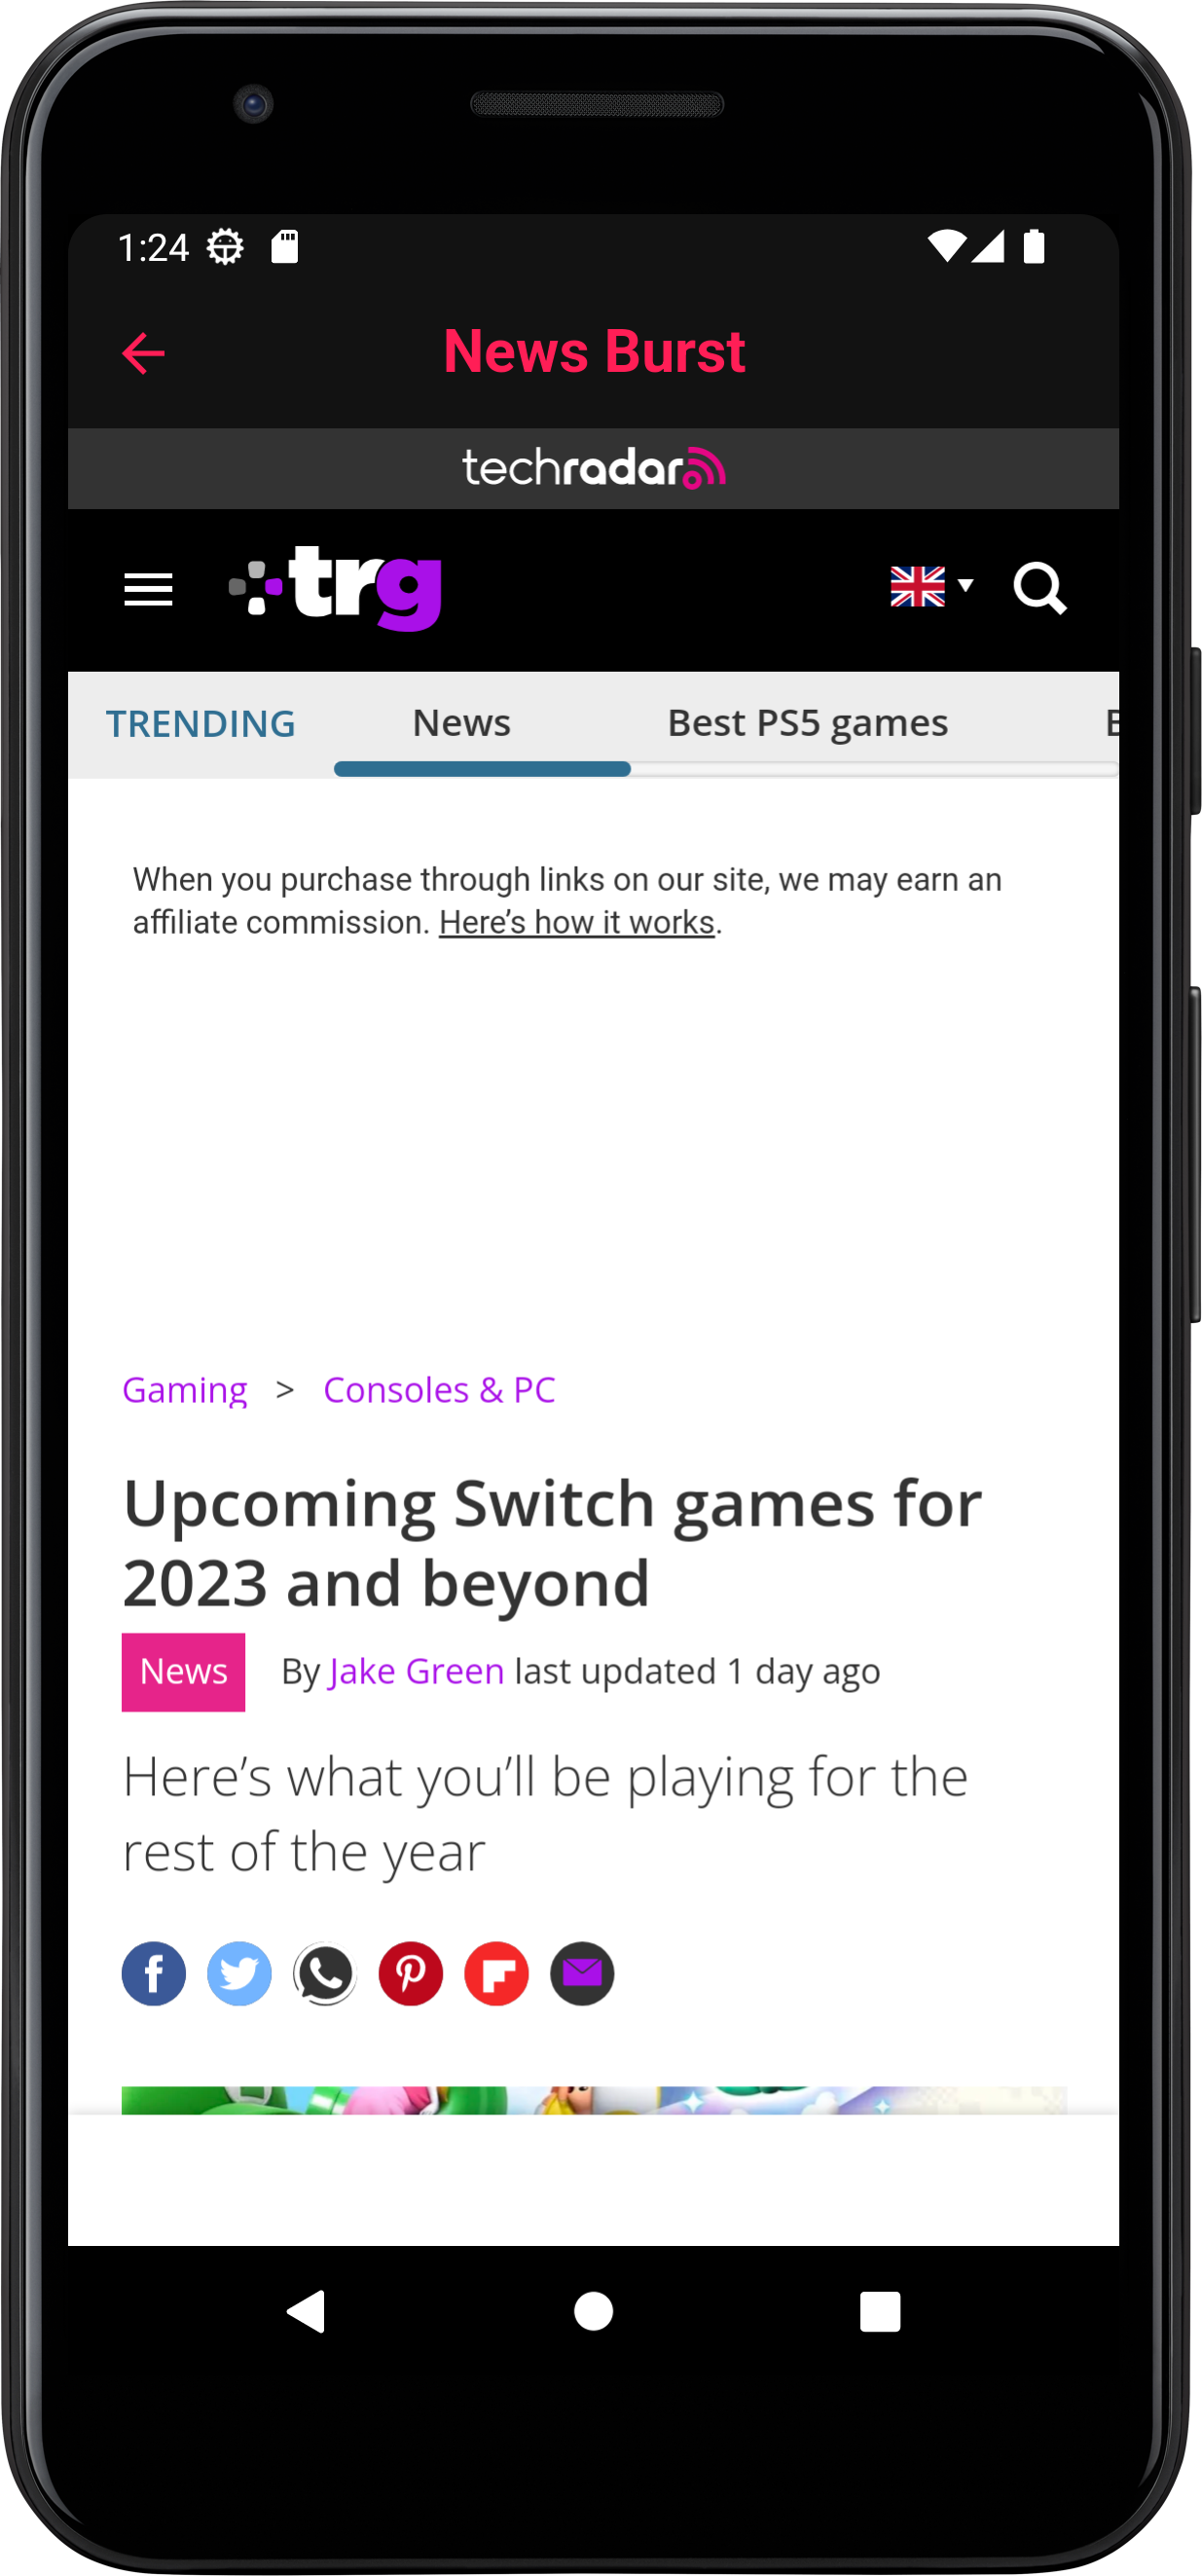 1:24
News Burst
techradar
trg
TRENDING News Best PS5 games
When you purchase through links on our site, we may earn an
affiliate commission. Here’s how it works.
Gaming > Consoles & PC
Upcoming Switch games for
2023 and beyond
News By Jake Green last updated 1 day ago
Here’s what you’ll be playing for the
rest of the year